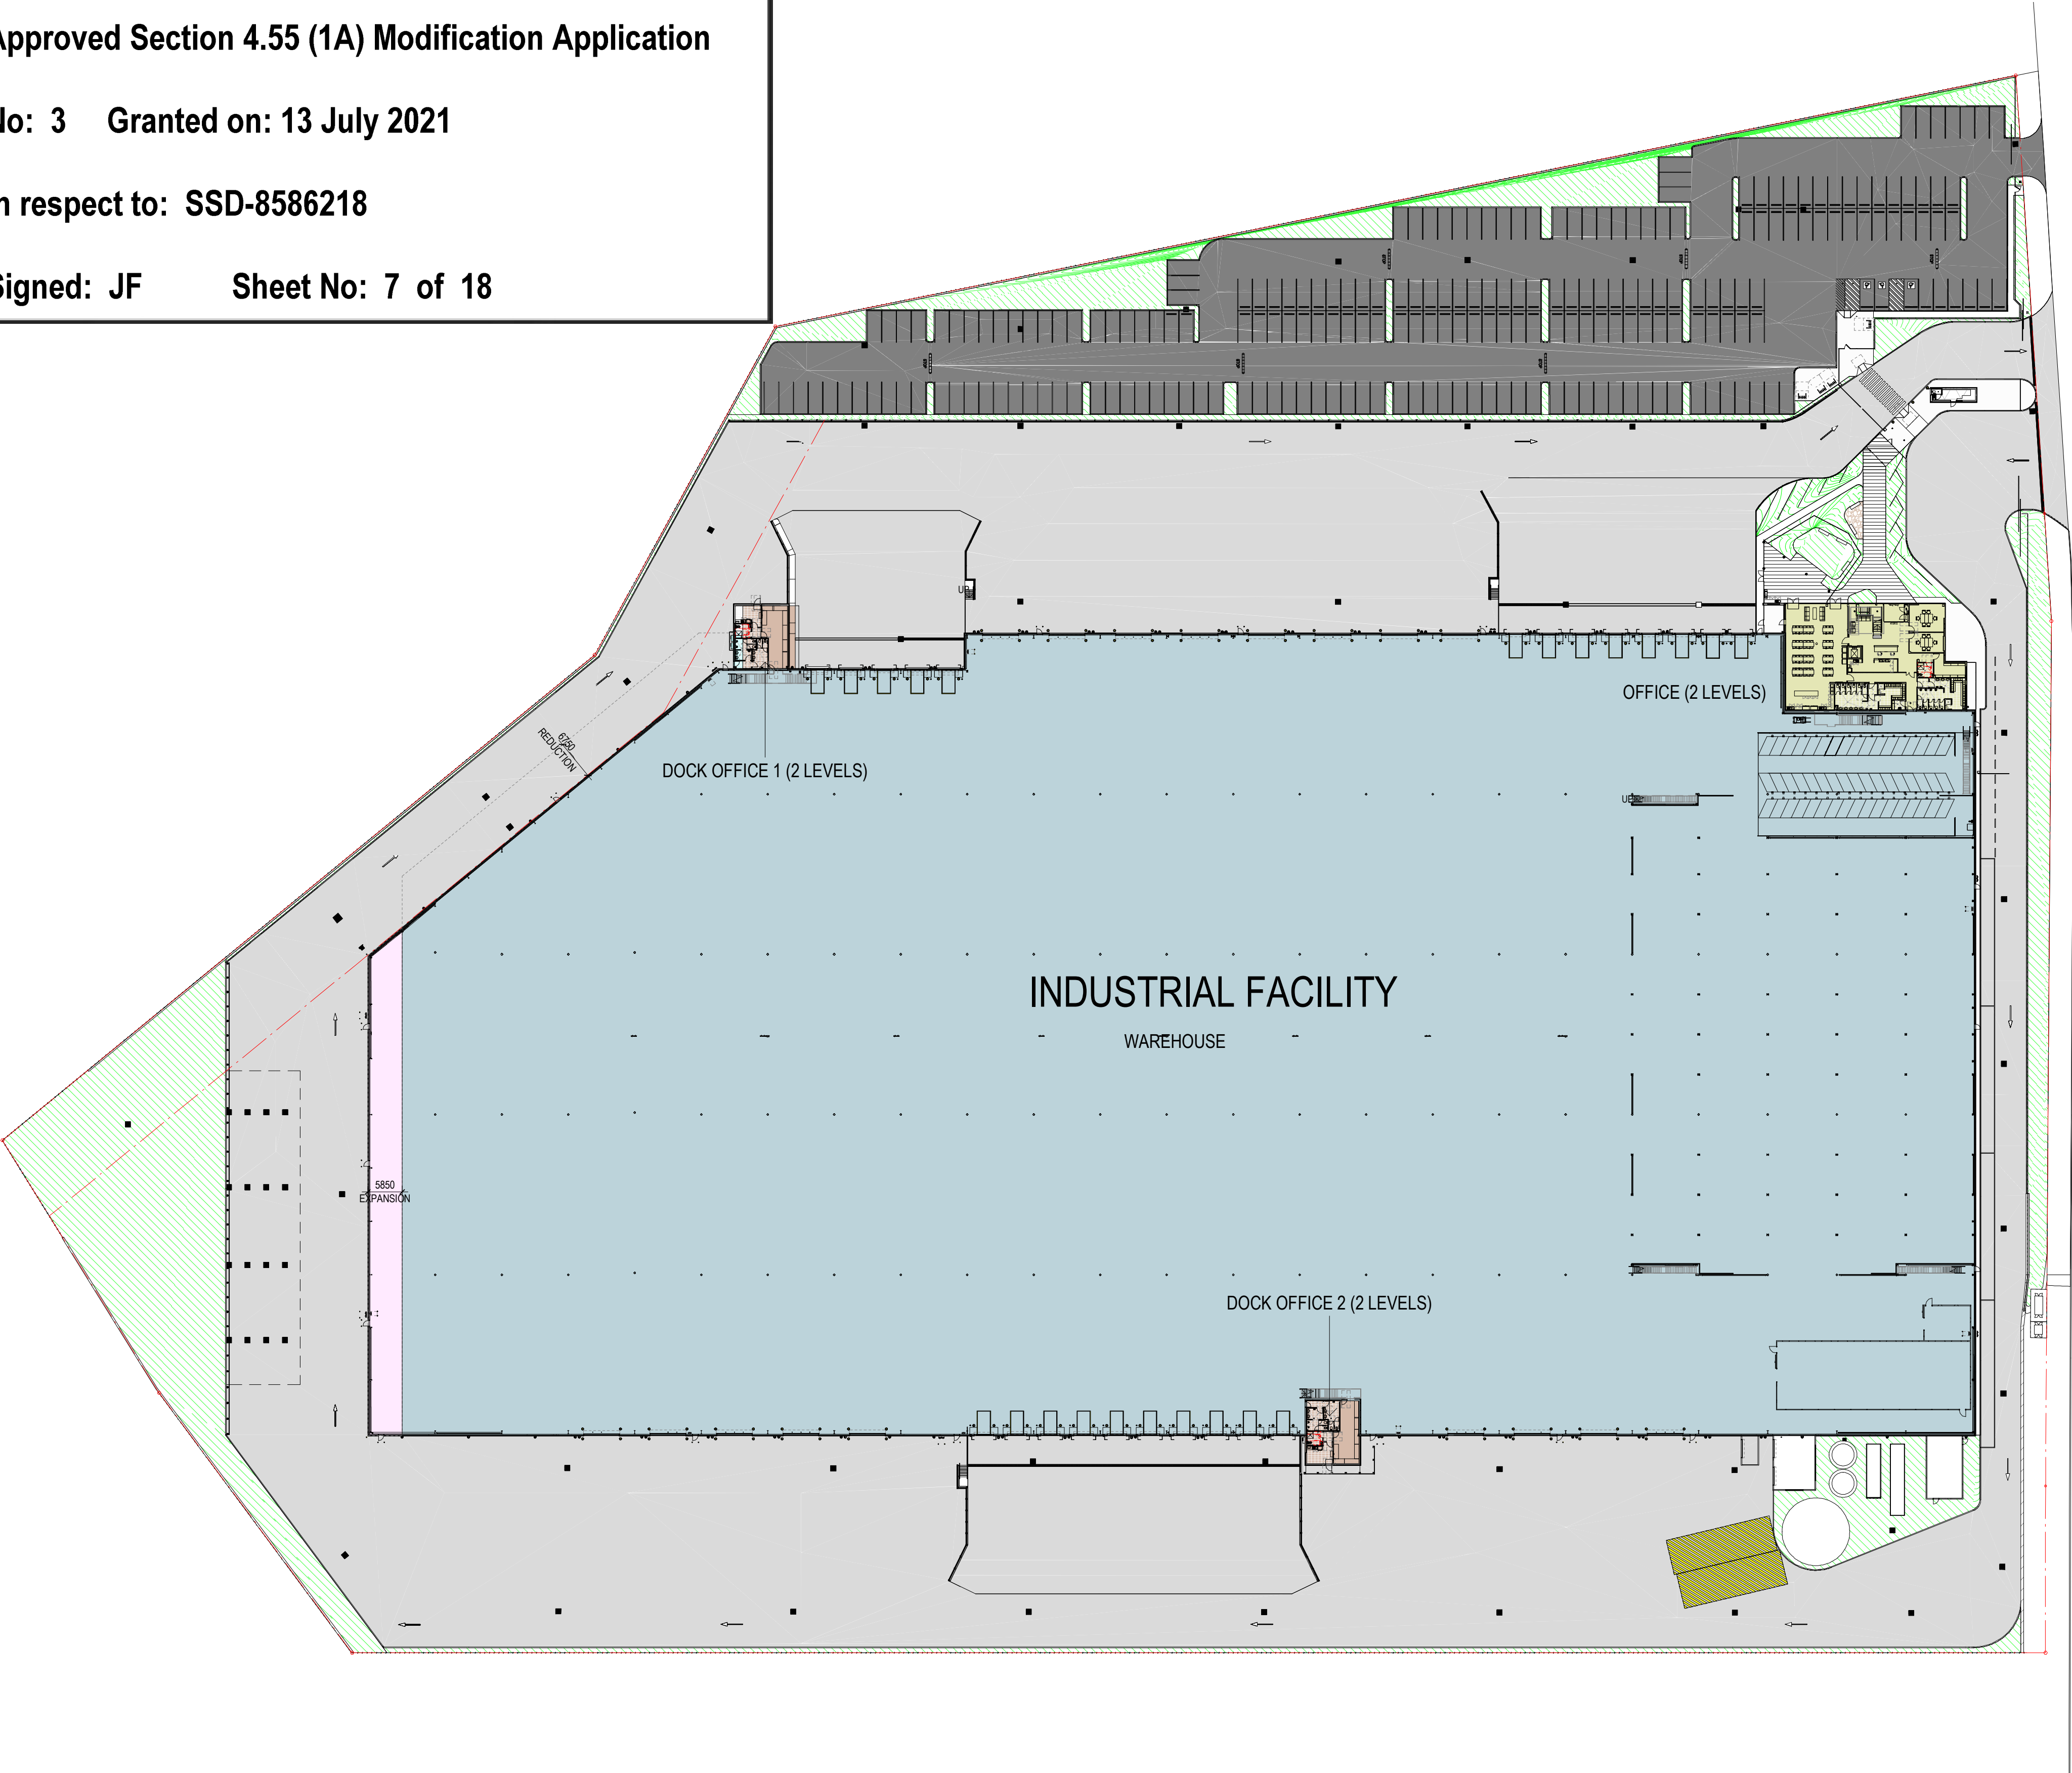 Approved Section 4.55 (1A) Modification Application
No: 3 Granted on: 13 July 2021
In respect to: SSD-8586218
Signed: JF Sheet No: 7 of 18
UP
OFFICE (2 LEVELS)
6750
REDUCTION
DOCK OFFICE 1 (2 LEVELS)
UP
INDUSTRIAL FACILITY
WAREHOUSE
5850
EXPANSION
DOCK OFFICE 2 (2 LEVELS)